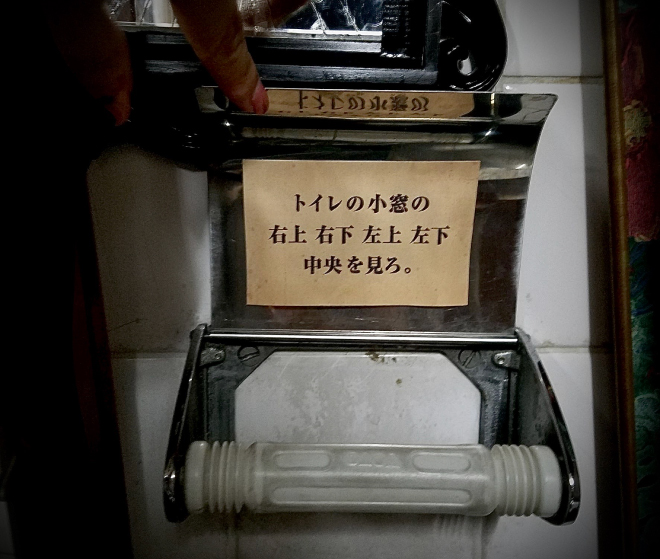 トイレの小窓の
右上 右下 左上 左下
中央を見ろ。